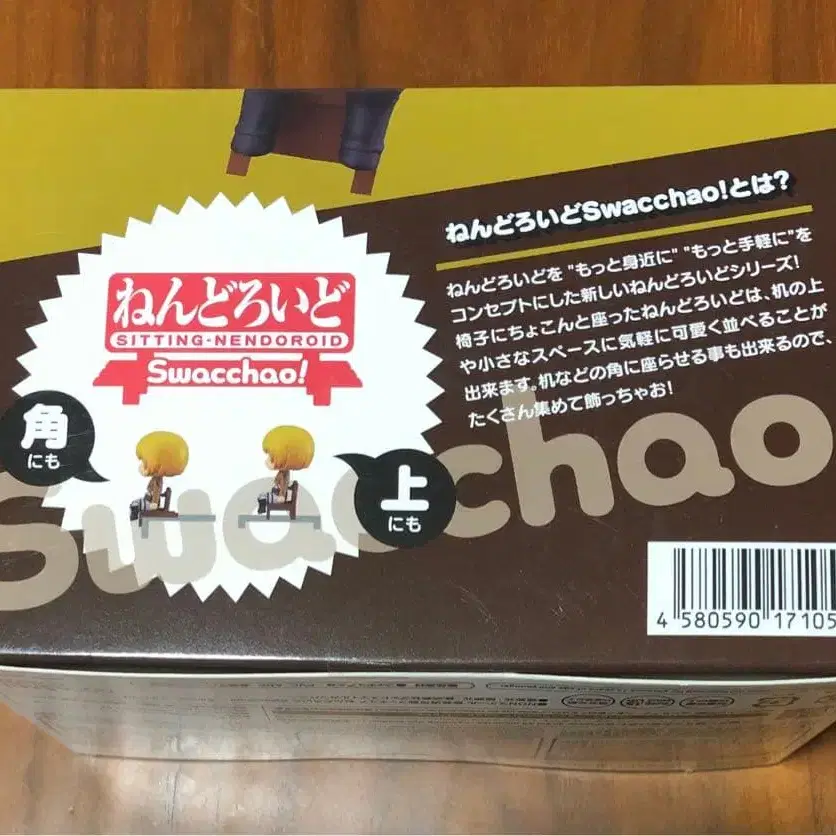 ねんどろいどSwacchao!とは?
ねんどろいどを "もっと身近に" "もっと手軽に"を
コンセプトにした新しいねんどろいどシリーズ!
椅子にちょこんと座ったねんどろいどは、机の上
や小さなスペースに気軽に可愛く並べることが
出来ます。机などの角に座らせる事も出来るので、
たくさん集めて飾っちゃお!
ねんどろいど
SITTING-NENDOROID
Swacchao!
角
にも
上
にも
Swacchao
4 580590 17105